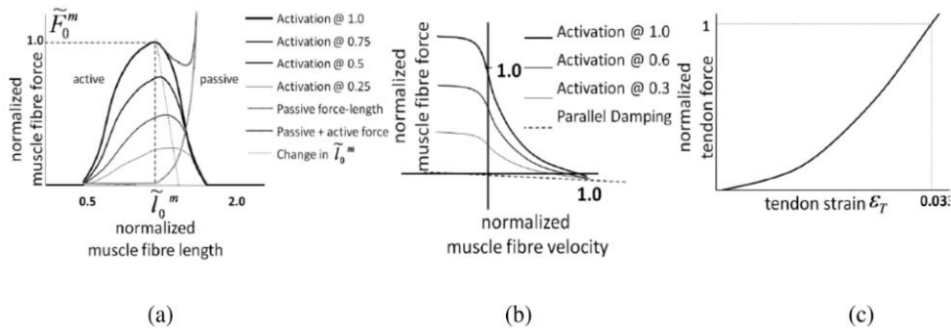 F̃₀ᵐ
1.0
active
passive
normalized
muscle fibre force
0.5
l̃₀ᵐ
2.0
normalized
muscle fibre length
Activation @ 1.0
Activation @ 0.75
Activation @ 0.5
Activation @ 0.25
Passive force-length
Passive + active force
Change in l̃₀ᵐ
(a)
normalized
muscle fibre force
1.0
Activation @ 1.0
Activation @ 0.6
Activation @ 0.3
Parallel Damping
1.0
normalized
muscle fibre velocity
(b)
1
normalized
tendon force
tendon strain εT
0.03
(c)